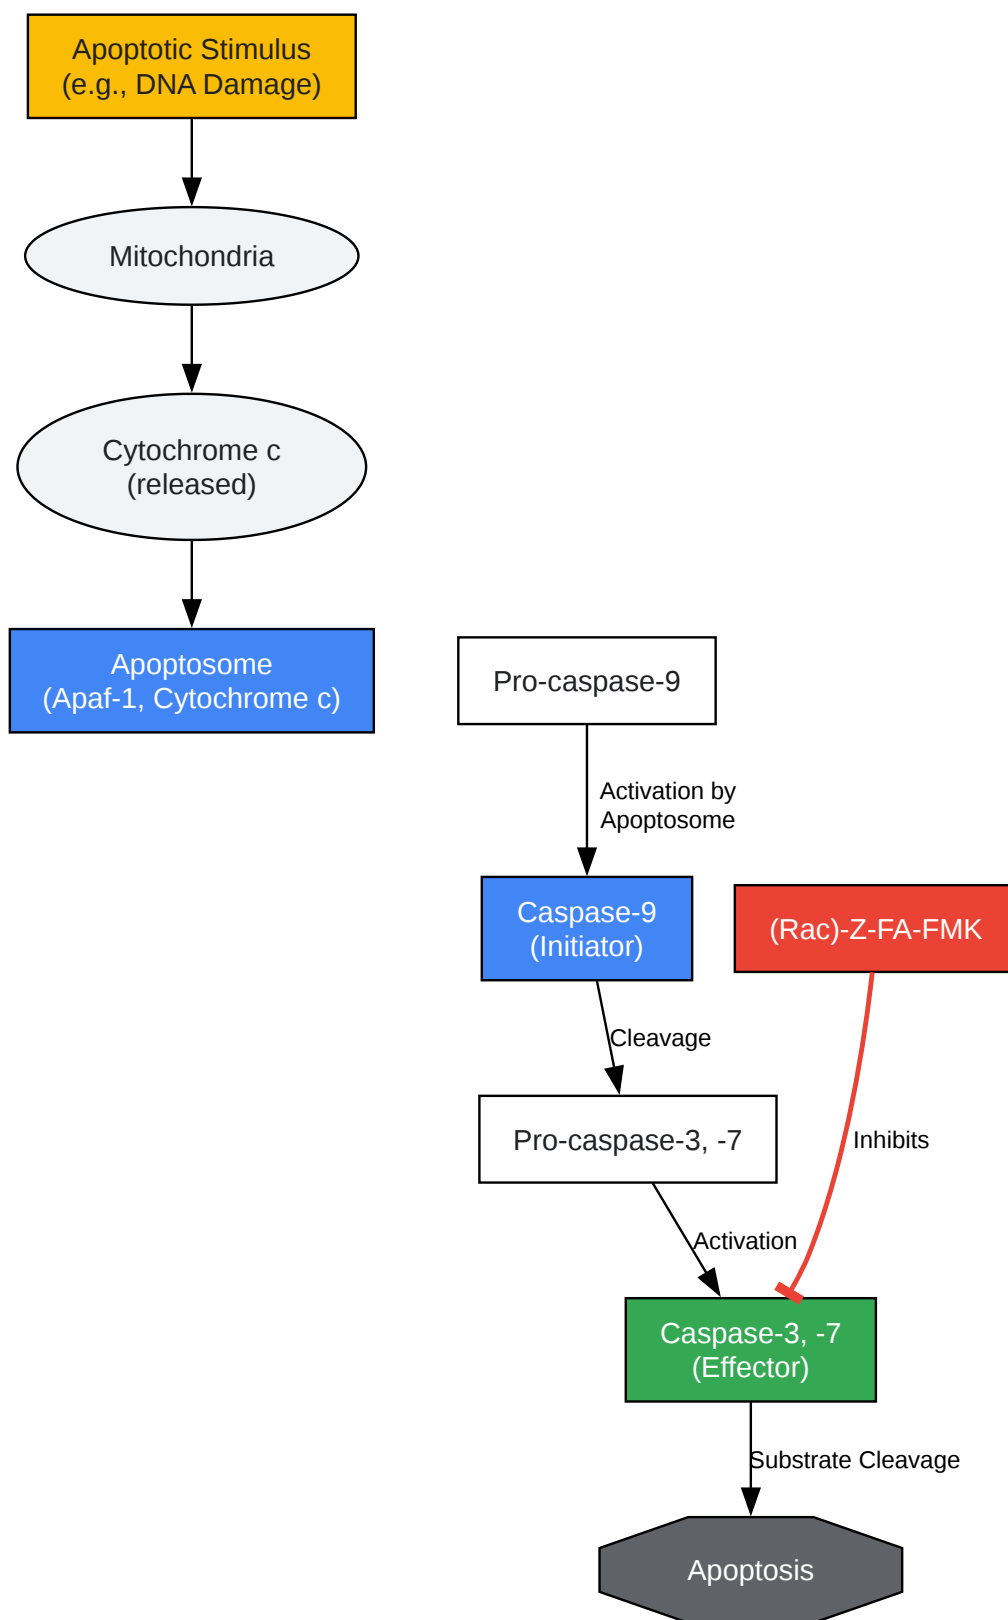 Apoptotic Stimulus
(e.g., DNA Damage)
Mitochondria
Cytochrome c
(released)
Apoptosome
(Apaf-1, Cytochrome c)
Pro-caspase-9
Activation by
Apoptosome
Caspase-9
(Initiator)
(Rac)-Z-FA-FMK
Cleavage
Pro-caspase-3, -7
Inhibits
Activation
Caspase-3, -7
(Effector)
Substrate Cleavage
Apoptosis